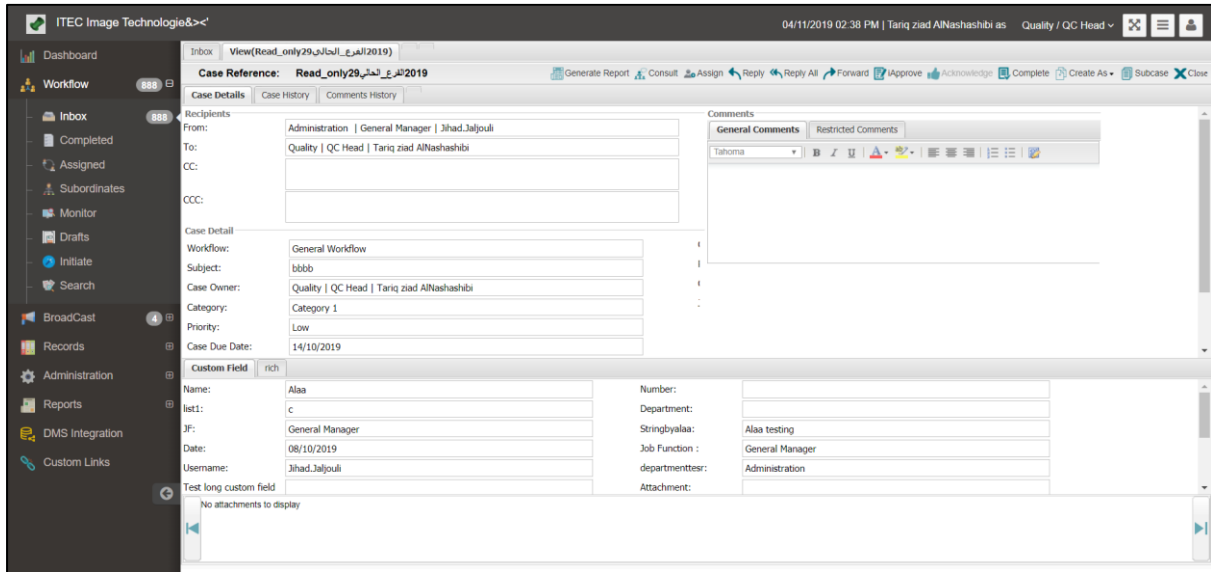 ITEC Image Technologie&><'
04/11/2019 02:38 PM | Tariq ziad AlNashashibi as Quality / QC Head
Dashboard
Workflow 888
Inbox 888
Completed
Assigned
Subordinates
Monitor
Drafts
Initiate
Search
BroadCast 4
Records
Administration
Reports
DMS Integration
Custom Links
Inbox View(Read_only29الفرع_الحالي2019)
Case Reference: Read_only29الفرع_الحالي2019
Generate Report Consult Assign Reply Reply All Forward iApprove Acknowledge Complete Create As Subcase Close
Case Details Case History Comments History
Recipients
From: Administration | General Manager | Jihad.Jaljouli
To: Quality | QC Head | Tariq ziad AlNashashibi
CC:
CCC:
Comments
General Comments Restricted Comments
Tahoma B I U A
Case Detail
Workflow: General Workflow
Subject: bbbb
Case Owner: Quality | QC Head | Tariq ziad AlNashashibi
Category: Category 1
Priority: Low
Case Due Date: 14/10/2019
Custom Field rich
Name: Alaa Number:
list1: c Department:
JF: General Manager Stringbyalaa: Alaa testing
Date: 08/10/2019 Job Function : General Manager
Username: Jihad.Jaljouli departmenttesr: Administration
Test long custom field Attachment:
No attachments to display